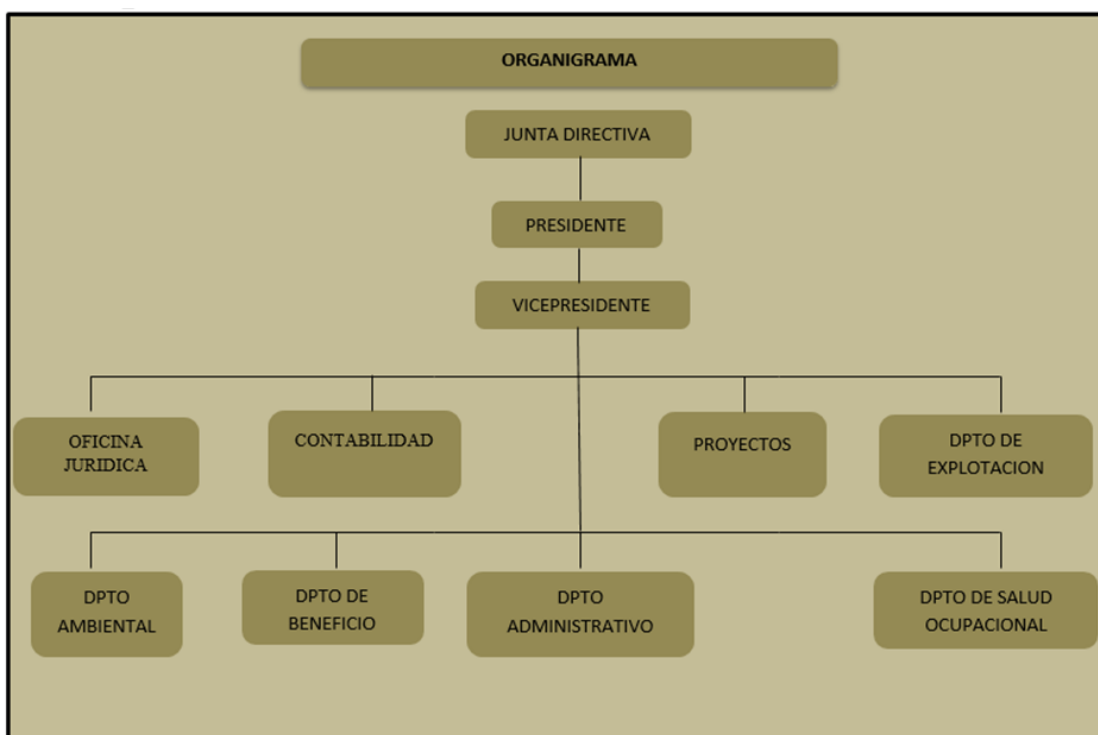 ORGANIGRAMA
JUNTA DIRECTIVA
PRESIDENTE
VICEPRESIDENTE
OFICINA
JURIDICA
CONTABILIDAD
PROYECTOS
DPTO DE
EXPLOTACION
DPTO
AMBIENTAL
DPTO DE
BENEFICIO
DPTO
ADMINISTRATIVO
DPTO DE SALUD
OCUPACIONAL